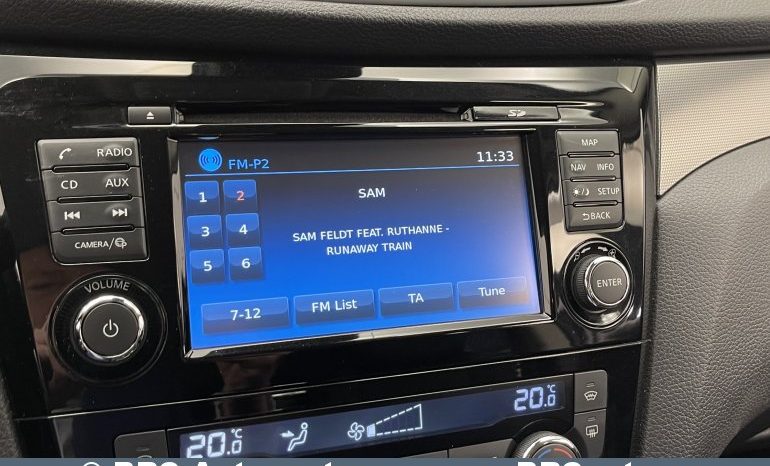 SD
RADIO
CD AUX
CAMERA/
VOLUME
FM-P2 11:33
1 2
3 4
5 6
SAM
SAM FELDT FEAT. RUTHANNE -
RUNAWAY TRAIN
7-12 FM List TA Tune
MAP
NAV INFO
SETUP
BACK
ENTER
20.0 °C
20.0 °C